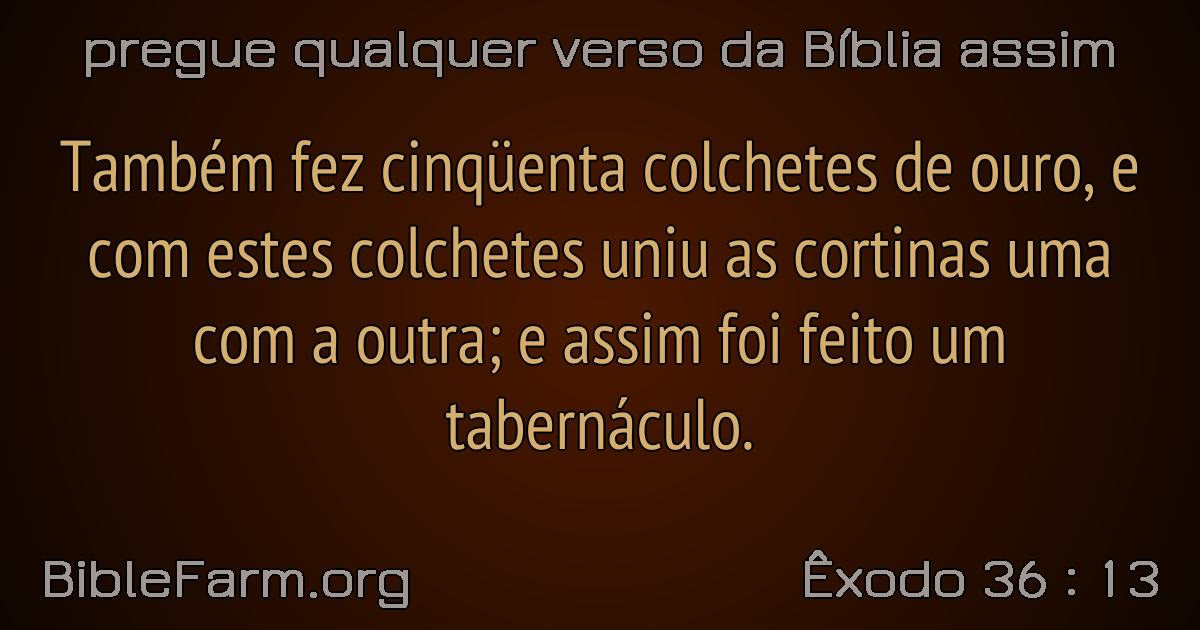 pregue qualquer verso da Bíblia assim
Também fez cinqüenta colchetes de ouro, e
com estes colchetes uniu as cortinas uma
com a outra; e assim foi feito um
tabernáculo.
BibleFarm.org
Êxodo 36 : 13